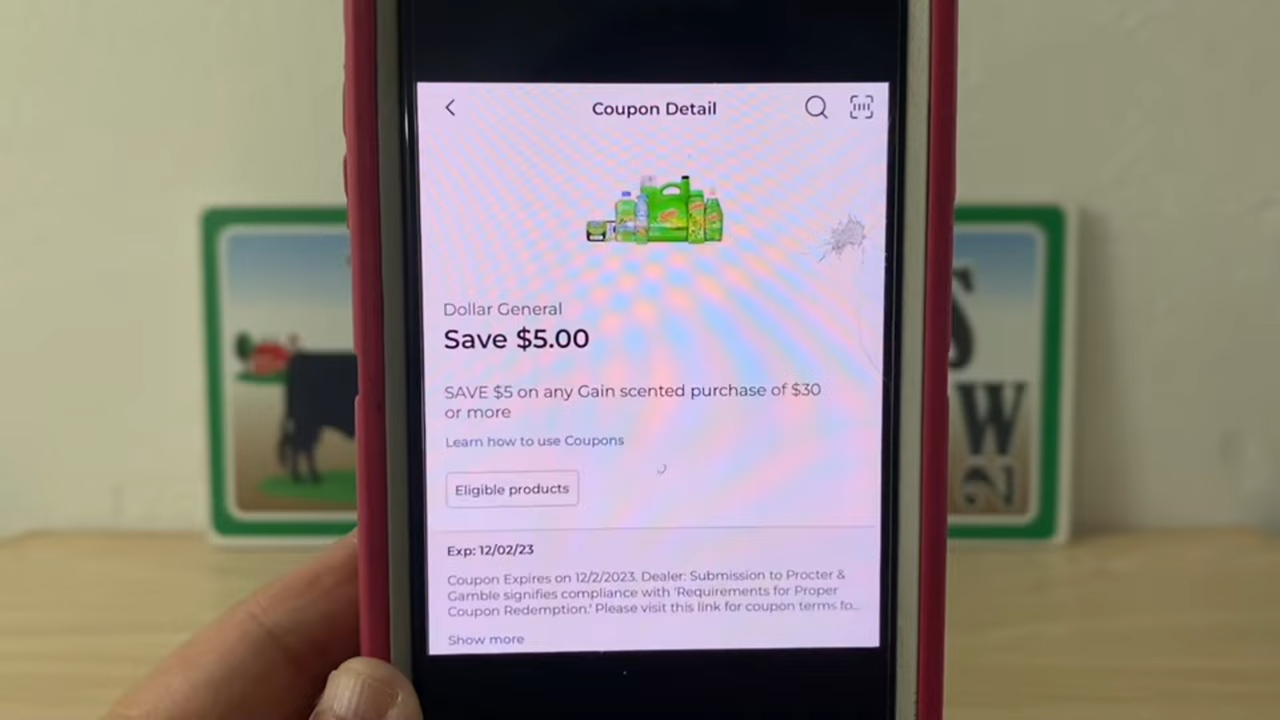 Coupon Detail
Dollar General
Save $5.00
SAVE $5 on any Gain scented purchase of $30
or more
Learn how to use Coupons
Eligible products
Exp: 12/02/23
Coupon Expires on 12/2/2023. Dealer: Submission to Procter &
Gamble signifies compliance with 'Requirements for Proper
Coupon Redemption.' Please visit this link for coupon terms fo...
Show more
S
W